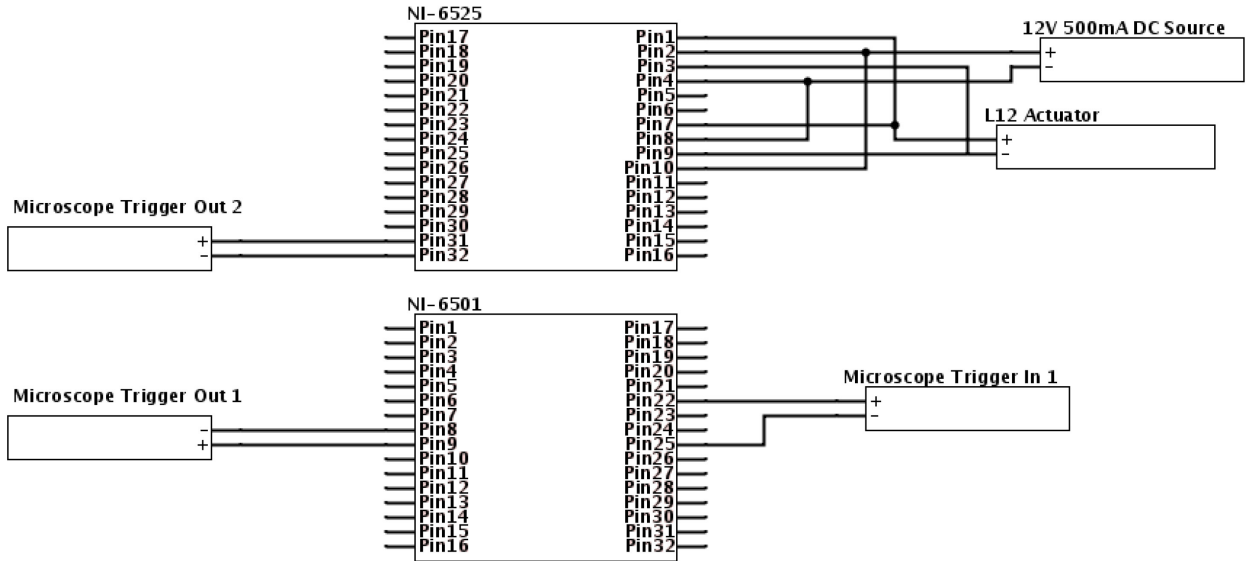 NI-6525
Pin17
Pin18
Pin19
Pin20
Pin21
Pin22
Pin23
Pin24
Pin25
Pin26
Pin27
Pin28
Pin29
Pin30
Pin31
Pin32
Pin1
Pin2
Pin3
Pin4
Pin5
Pin6
Pin7
Pin8
Pin9
Pin10
Pin11
Pin12
Pin13
Pin14
Pin15
Pin16
12V 500mA DC Source
+
-
L12 Actuator
+
-
Microscope Trigger Out 2
+
-
NI-6501
Pin1
Pin2
Pin3
Pin4
Pin5
Pin6
Pin7
Pin8
Pin9
Pin10
Pin11
Pin12
Pin13
Pin14
Pin15
Pin16
Pin17
Pin18
Pin19
Pin20
Pin21
Pin22
Pin23
Pin24
Pin25
Pin26
Pin27
Pin28
Pin29
Pin30
Pin31
Pin32
Microscope Trigger Out 1
-
+
Microscope Trigger In 1
+
-